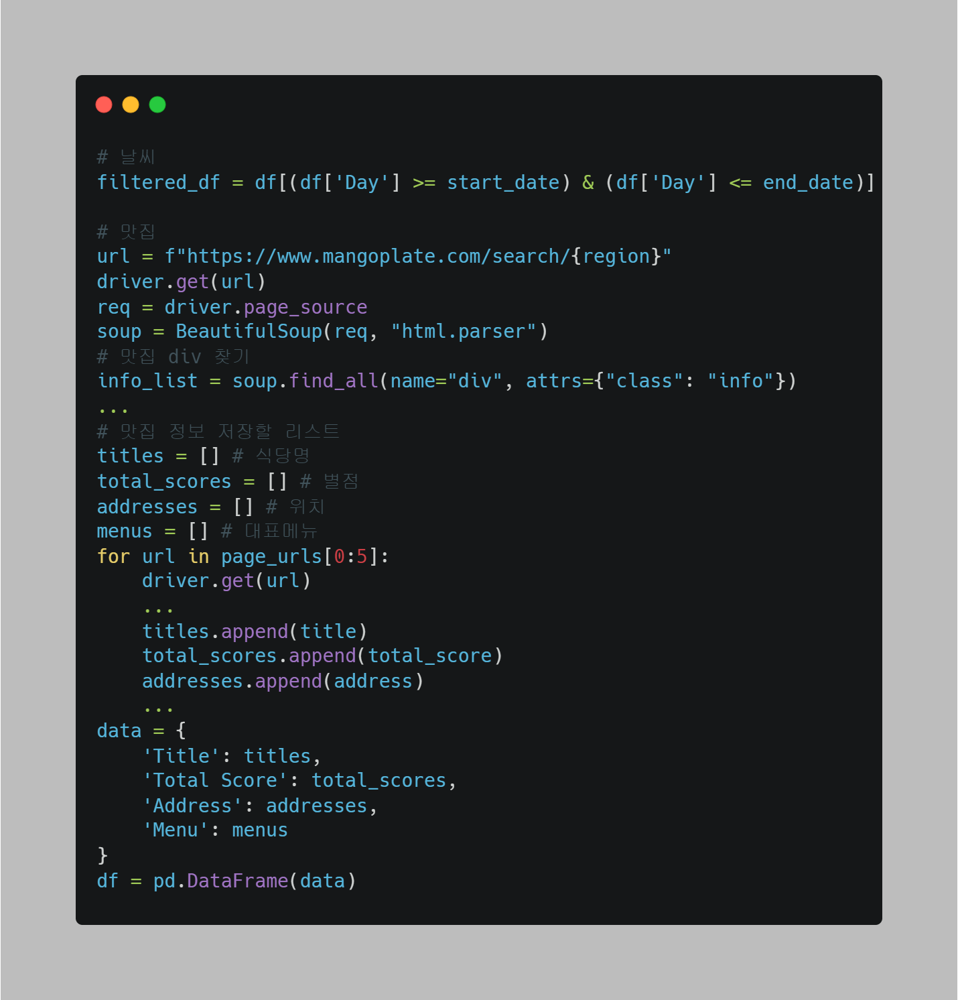 # 날씨
filtered_df = df[(df['Day'] >= start_date) & (df['Day'] <= end_date)]
# 맛집
url = f"https://www.mangoplate.com/search/{region}"
driver.get(url)
req = driver.page_source
soup = BeautifulSoup(req, "html.parser")
# 맛집 div 찾기
info_list = soup.find_all(name="div", attrs={"class": "info"})
...
# 맛집 정보 저장할 리스트
titles = [] # 식당명
total_scores = [] # 별점
addresses = [] # 위치
menus = [] # 대표메뉴
for url in page_urls[0:5]:
    driver.get(url)
    ...
    titles.append(title)
    total_scores.append(total_score)
    addresses.append(address)
    ...
data = {
    'Title': titles,
    'Total Score': total_scores,
    'Address': addresses,
    'Menu': menus
}
df = pd.DataFrame(data)